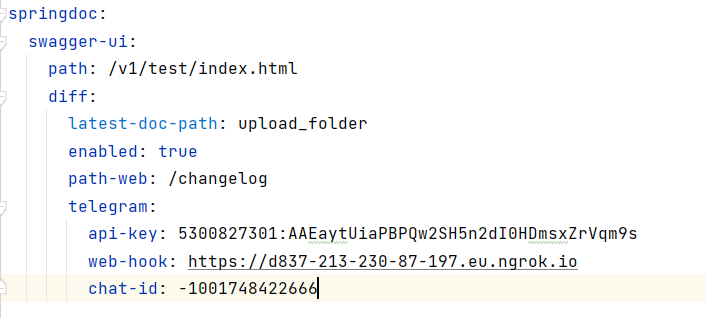 springdoc:
  swagger-ui:
    path: /v1/test/index.html
    diff:
      latest-doc-path: upload_folder
      enabled: true
      path-web: /changelog
      telegram:
        api-key: 5300827301:AAEaytUiaPBPQw2SH5n2dI0HDmsxZrVqm9s
        web-hook: https://d837-213-230-87-197.eu.ngrok.io
        chat-id: -1001748422666